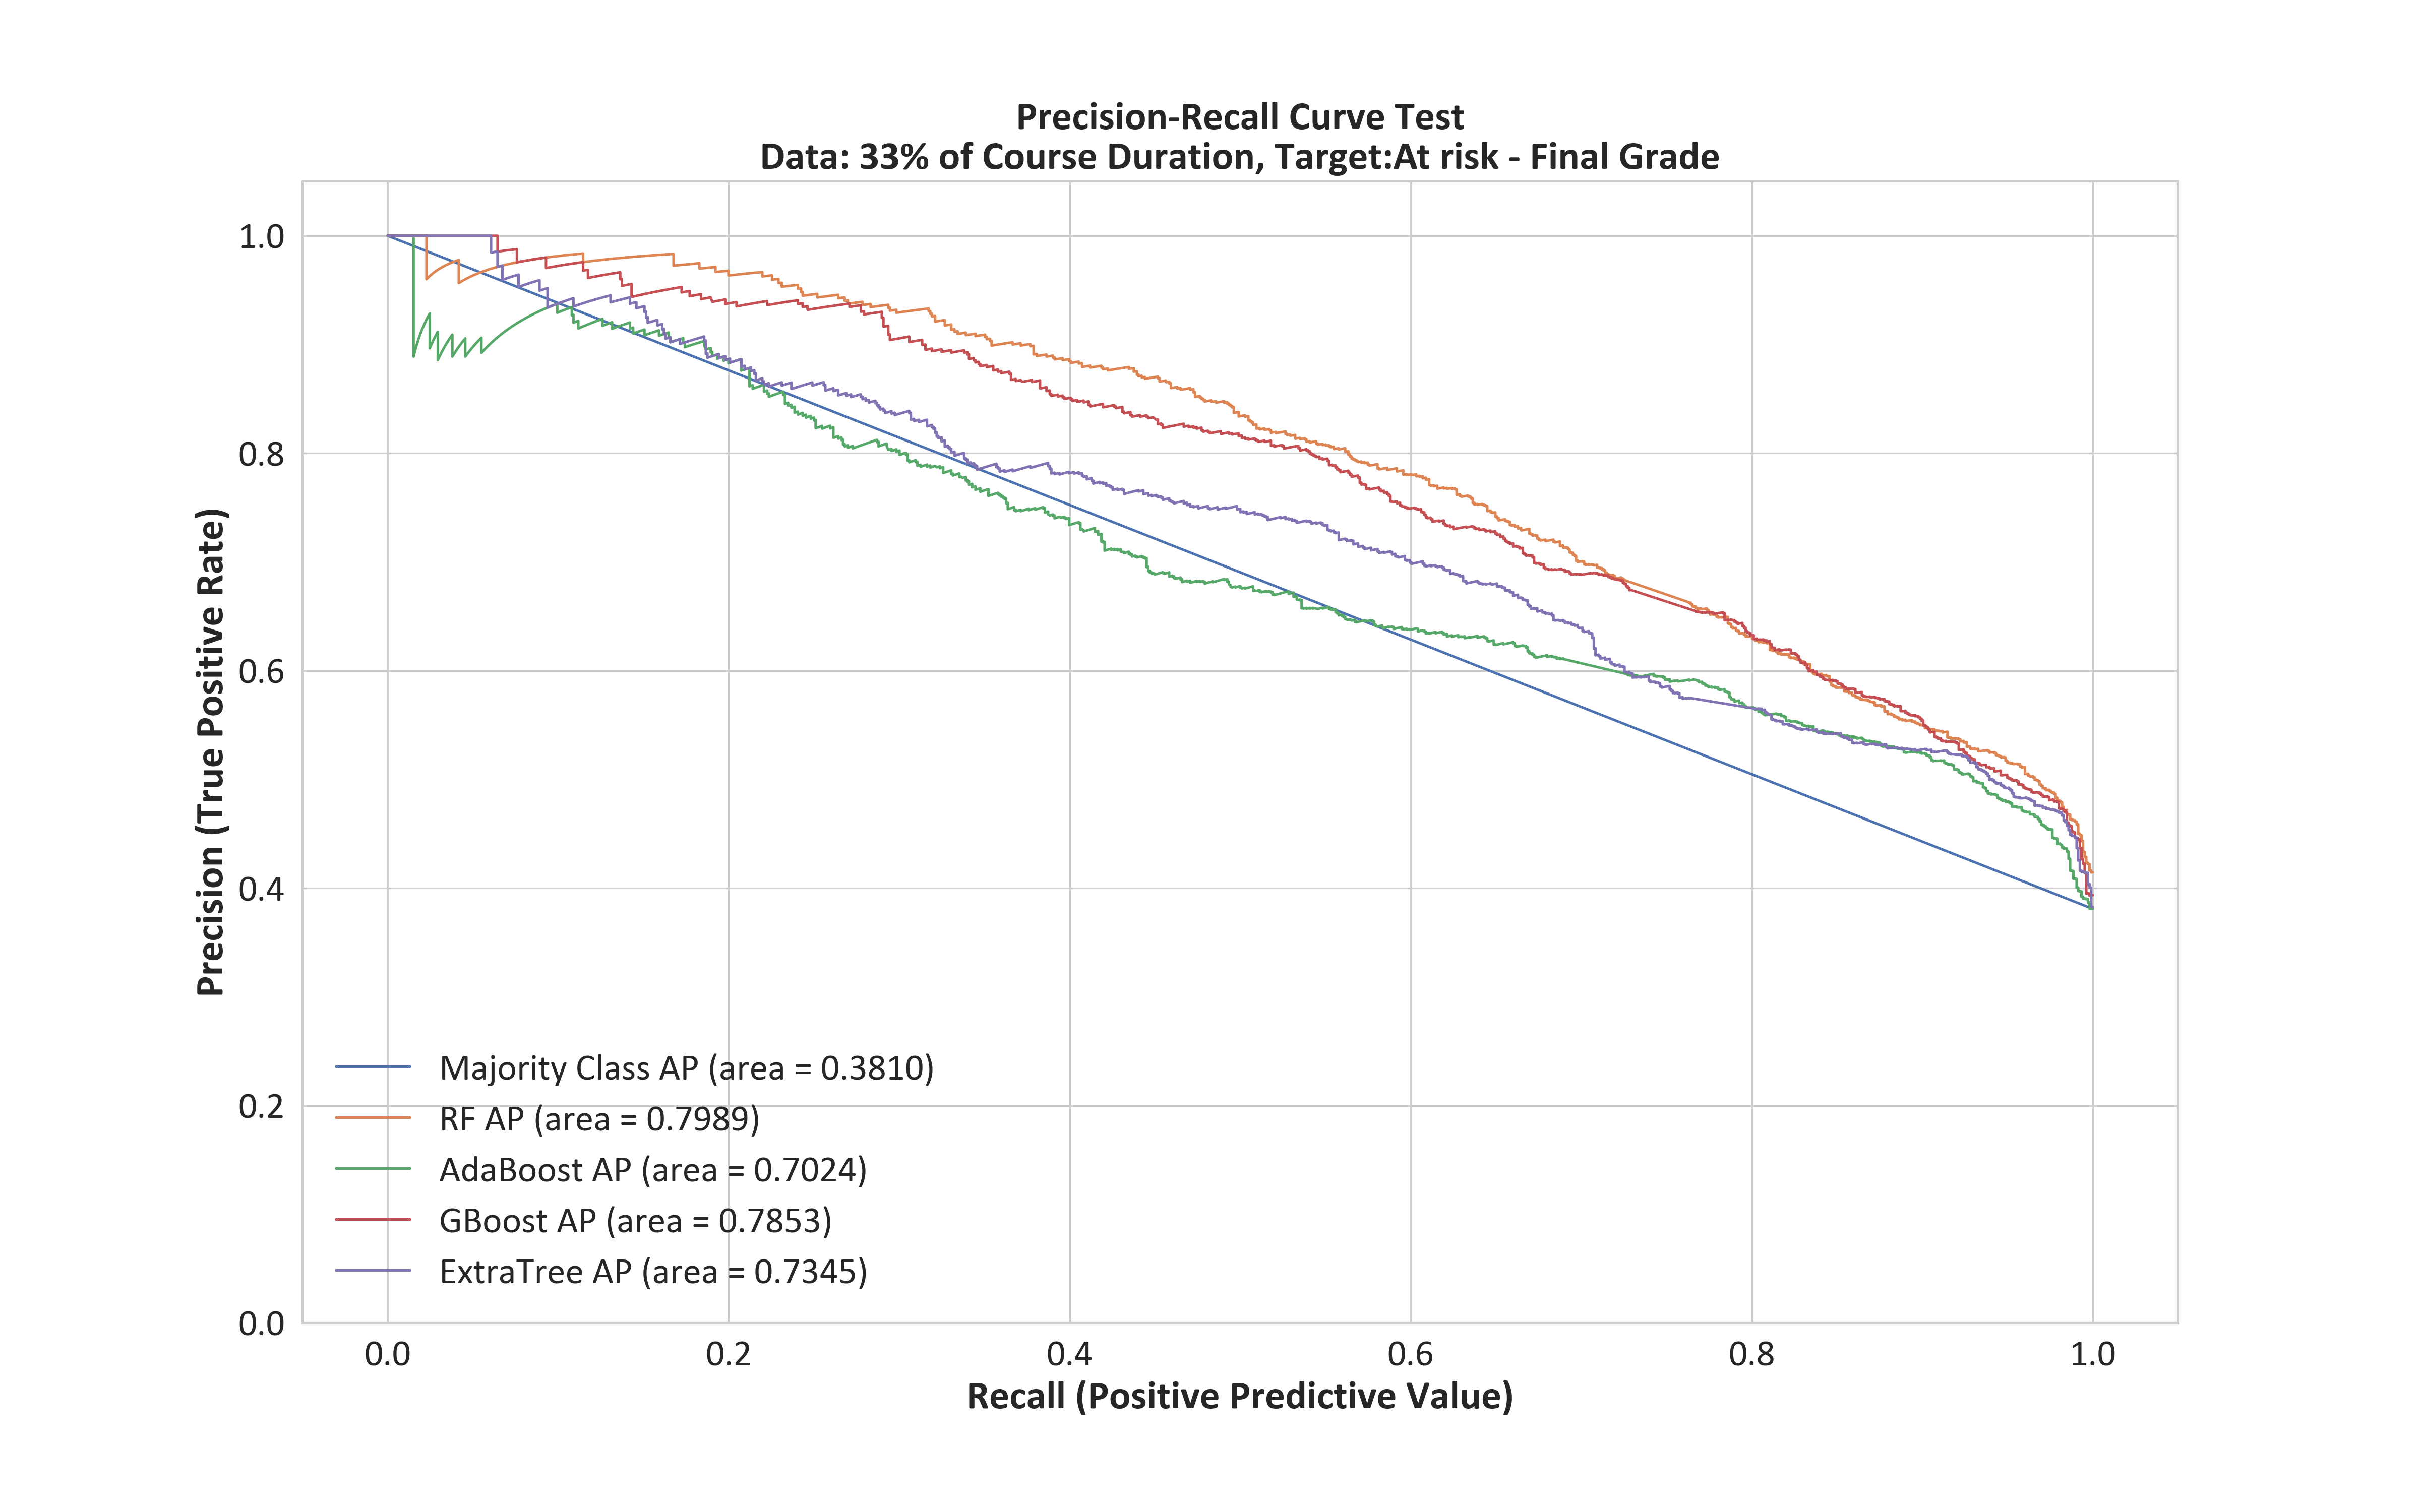 Precision-Recall Curve Test
Data: 33% of Course Duration, Target:At risk - Final Grade
Precision (True Positive Rate)
1.0
0.8
0.6
0.4
0.2
0.0
Majority Class AP (area = 0.3810)
RF AP (area = 0.7989)
AdaBoost AP (area = 0.7024)
GBoost AP (area = 0.7853)
ExtraTree AP (area = 0.7345)
0.0 0.2 0.4 0.6 0.8 1.0
Recall (Positive Predictive Value)